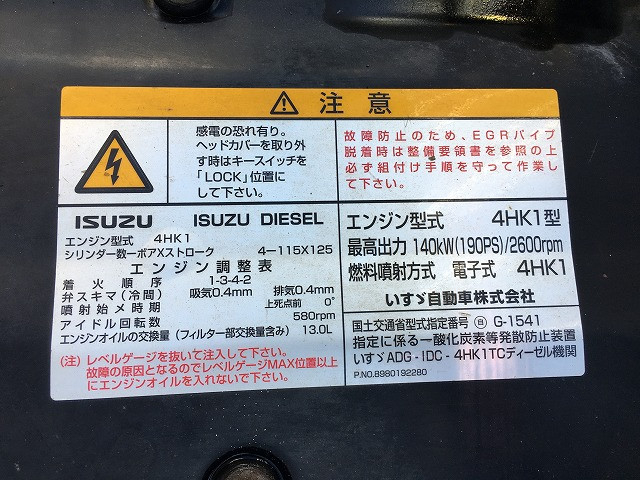 注意
感電の恐れ有り。
ヘッドカバーを取り外
す時はキースイッチを
「LOCK」位置に
して下さい。
故障防止のため、EGRパイプ
脱着時は整備要領書を参照の上
必ず組付け手順を守って作業し
て下さい。
ISUZU ISUZU DIESEL
エンジン型式 4HK1
シリンダー数ーボアXストローク 4-115X125
エンジン調整表
着火順序 1-3-4-2
弁スキマ(冷間) 吸気0.4mm 排気0.4mm
噴射始メ時期 上死点前 0°
アイドル回転数 580rpm
エンジンオイルの交換量(フィルター部交換量含み) 13.0L
(注)レベルゲージを抜いて注入して下さい。
故障の原因となるのでレベルゲージMAX位置以上
にエンジンオイルを入れないで下さい。
エンジン型式 4HK1型
最高出力 140kW(190PS)/2600rpm
燃料噴射方式 電子式 4HK1
いすゞ自動車株式会社
国土交通省型式指定番号 自 G-1541
指定に係る一酸化炭素等発散防止装置
いすゞADG-IDC-4HK1TCディーゼル機関
P.NO.8980192280